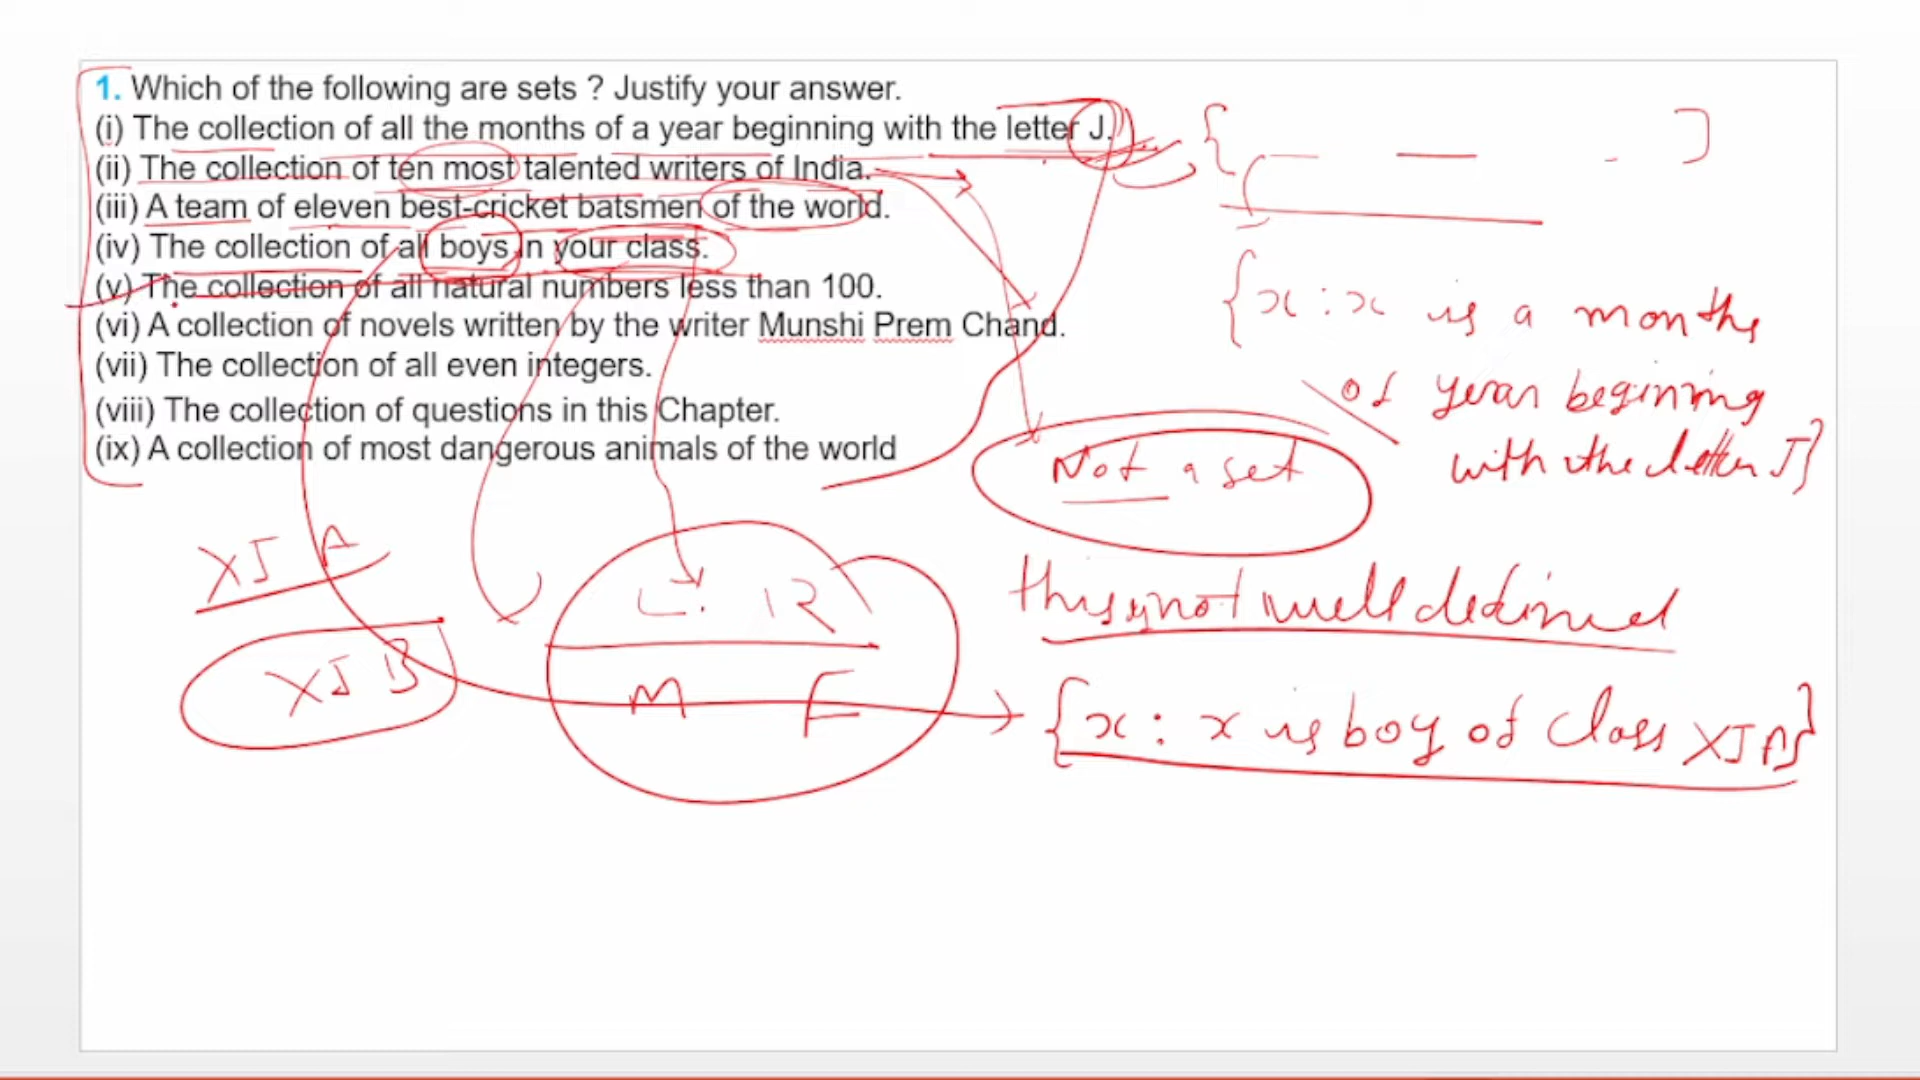 1. Which of the following are sets ? Justify your answer.
(i) The collection of all the months of a year beginning with the letter J.
(ii) The collection of ten most talented writers of India.
(iii) A team of eleven best-cricket batsmen of the world.
(iv) The collection of all boys in your class.
(v) The collection of all natural numbers less than 100.
(vi) A collection of novels written by the writer Munshi Prem Chand.
(vii) The collection of all even integers.
(viii) The collection of questions in this Chapter.
(ix) A collection of most dangerous animals of the world
{x : x is a months
of year beginning
with the letter J}
Not a set
this is not well defined
XI A
XI B
L. R
M F
{x : x is boy of class XI A}